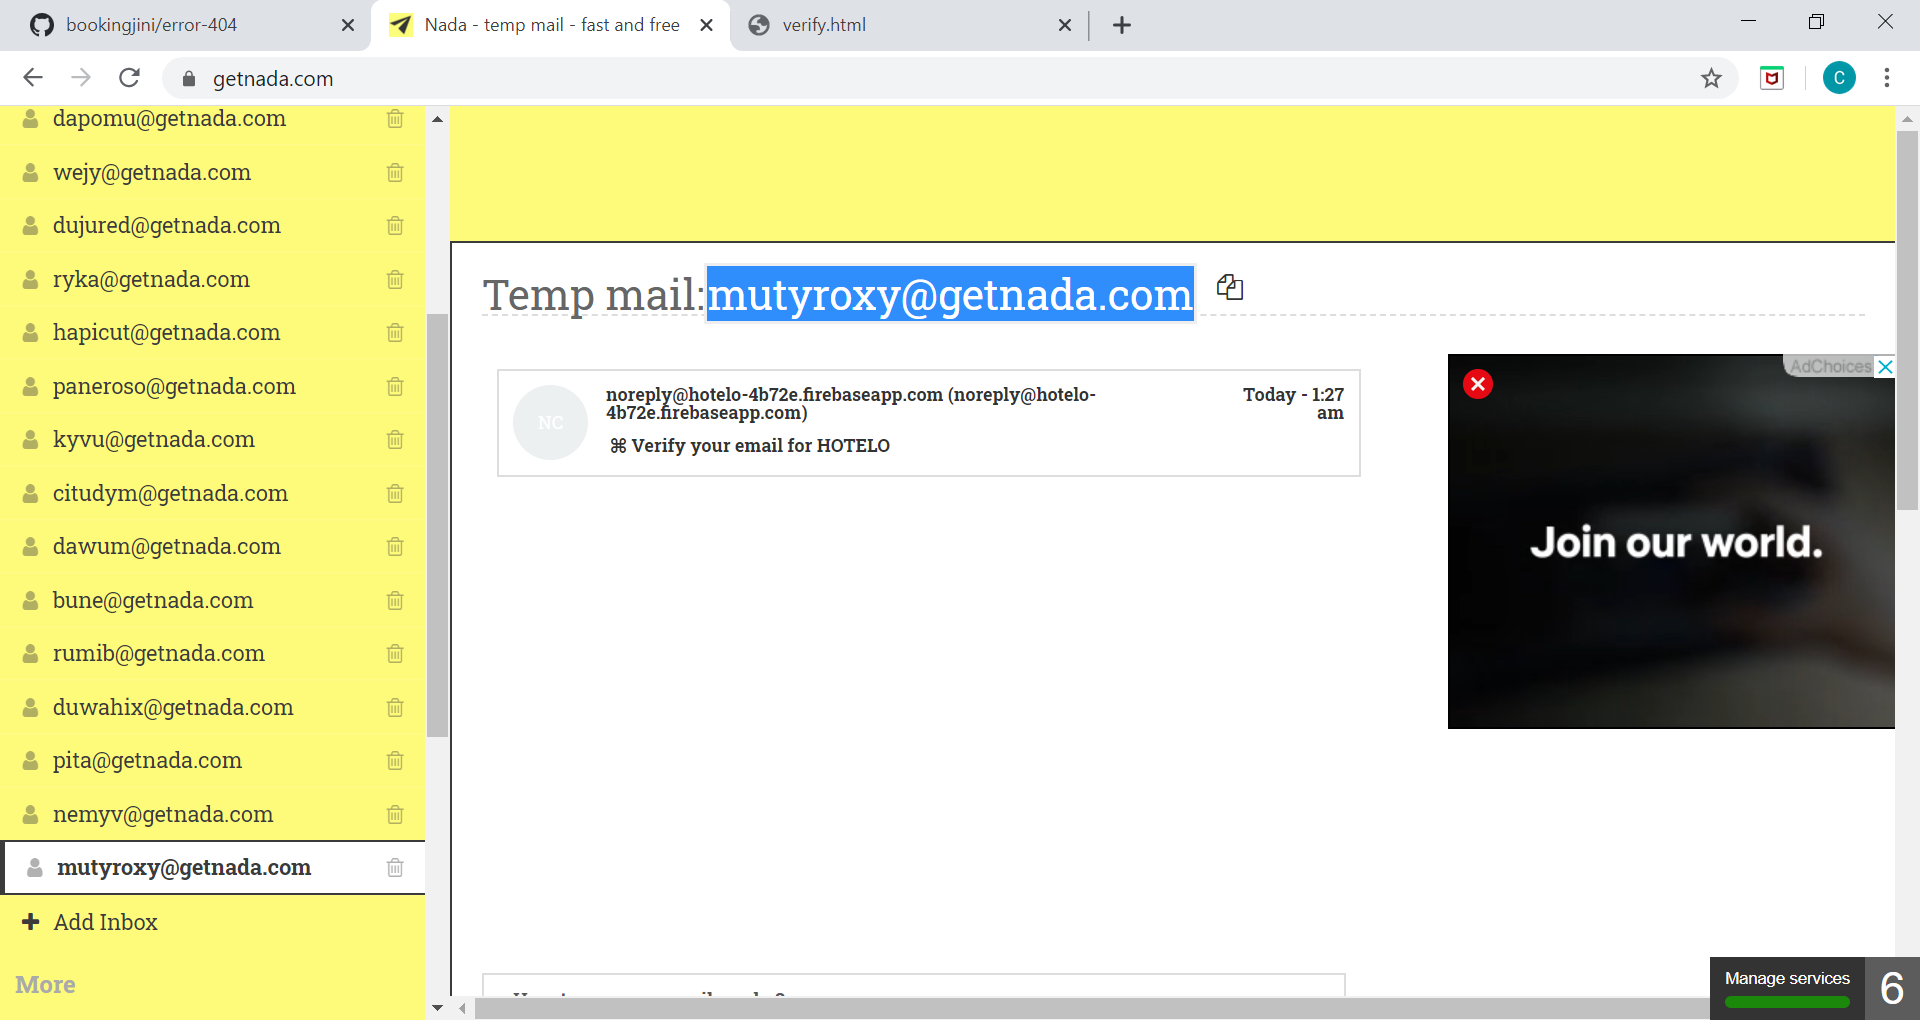 bookingjini/error-404
Nada - temp mail - fast and free
verify.html
getnada.com
C
dapomu@getnada.com
wejy@getnada.com
dujured@getnada.com
ryka@getnada.com
hapicut@getnada.com
paneroso@getnada.com
kyvu@getnada.com
citudym@getnada.com
dawum@getnada.com
bune@getnada.com
rumib@getnada.com
duwahix@getnada.com
pita@getnada.com
nemyv@getnada.com
mutyroxy@getnada.com
Add Inbox
More
Temp mail:mutyroxy@getnada.com
NC
noreply@hotelo-4b72e.firebaseapp.com (noreply@hotelo-
4b72e.firebaseapp.com)
Today - 1:27
am
⌘ Verify your email for HOTELO
AdChoices
Join our world.
Manage services
6